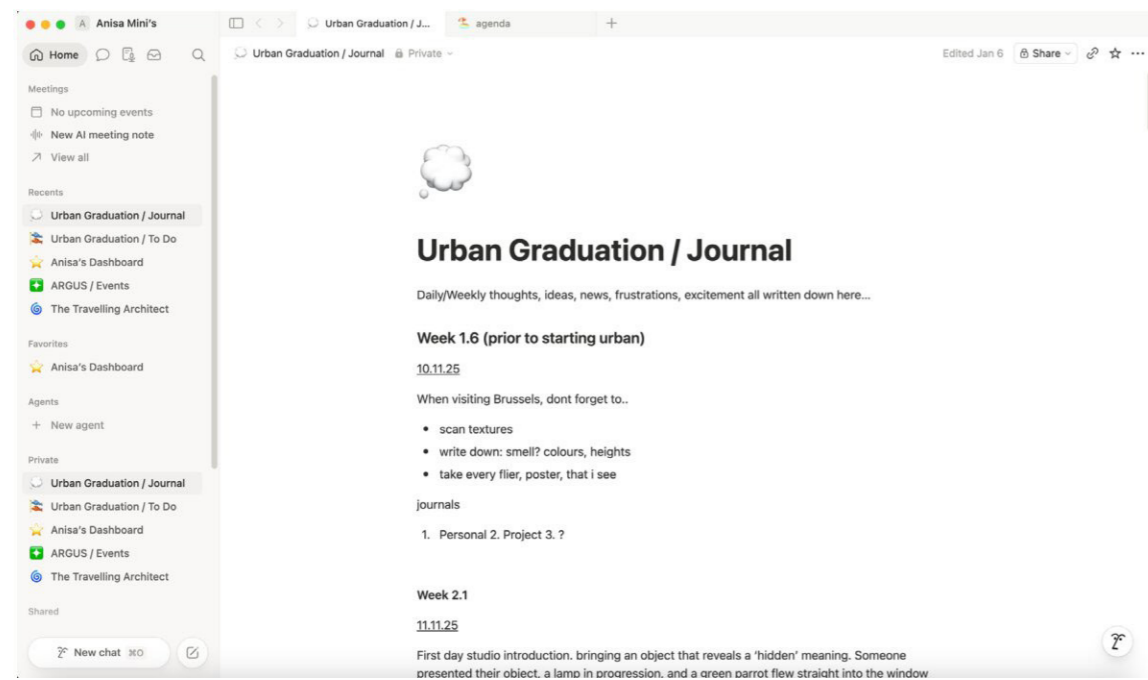 A Anisa Mini's
Urban Graduation / J...
agenda
Home
Urban Graduation / Journal
Private
Edited Jan 6
Share
Meetings
No upcoming events
New AI meeting note
View all
Recents
Urban Graduation / Journal
Urban Graduation / To Do
Anisa's Dashboard
ARGUS / Events
The Travelling Architect
Favorites
Anisa's Dashboard
Agents
New agent
Private
Urban Graduation / Journal
Urban Graduation / To Do
Anisa's Dashboard
ARGUS / Events
The Travelling Architect
Shared
New chat ⌘O
Urban Graduation / Journal
Daily/Weekly thoughts, ideas, news, frustrations, excitement all written down here...
Week 1.6 (prior to starting urban)
10.11.25
When visiting Brussels, dont forget to..
• scan textures
• write down: smell? colours, heights
• take every flier, poster, that i see
journals
1. Personal 2. Project 3. ?
Week 2.1
11.11.25
First day studio introduction. bringing an object that reveals a ‘hidden’ meaning. Someone
presented their object, a lamp in progression, and a green parrot flew straight into the window